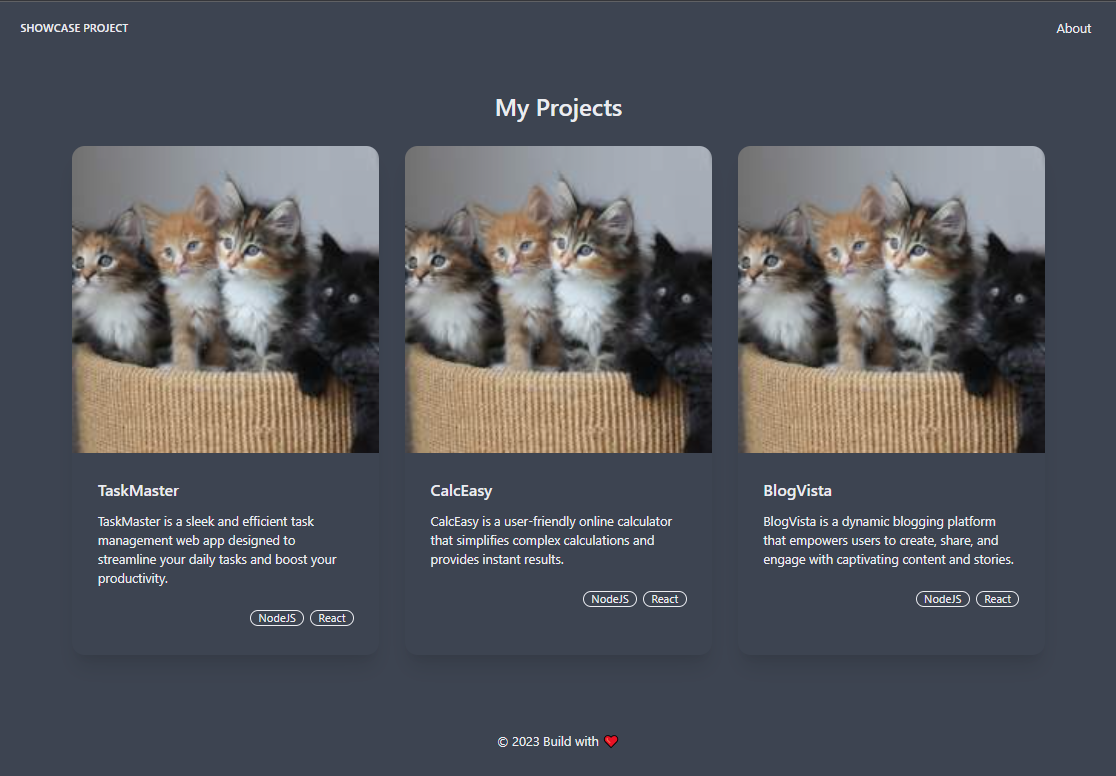 SHOWCASE PROJECT
About
My Projects
TaskMaster
TaskMaster is a sleek and efficient task
management web app designed to
streamline your daily tasks and boost your
productivity.
NodeJS React
CalcEasy
CalcEasy is a user-friendly online calculator
that simplifies complex calculations and
provides instant results.
NodeJS React
BlogVista
BlogVista is a dynamic blogging platform
that empowers users to create, share, and
engage with captivating content and stories.
NodeJS React
© 2023 Build with ❤️